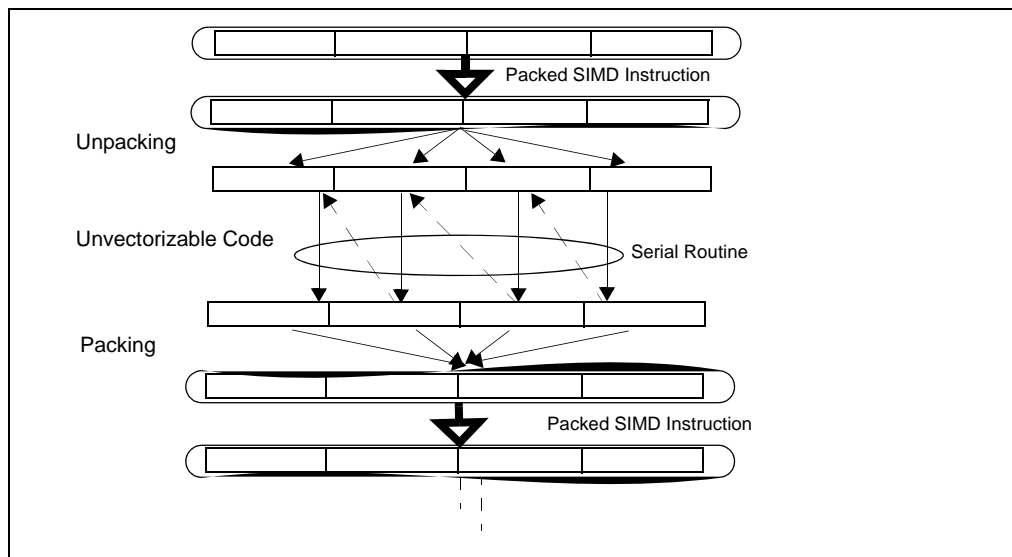 Packed SIMD Instruction
Unpacking
Unvectorizable Code
Serial Routine
Packing
Packed SIMD Instruction